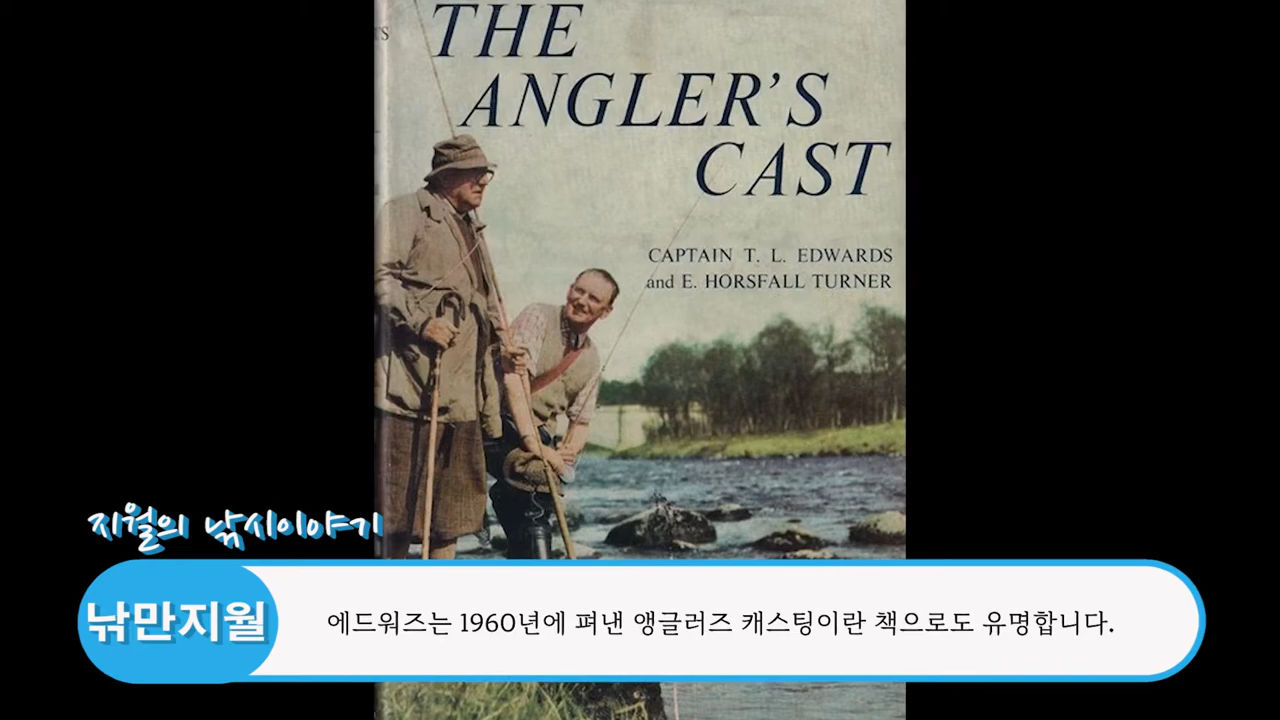 THE
ANGLER'S
CAST
CAPTAIN T. L. EDWARDS
and E. HORSFALL TURNER
지월의 낚시이야기
낚만지월
에드워즈는 1960년에 펴낸 앵글러즈 캐스팅이란 책으로도 유명합니다.